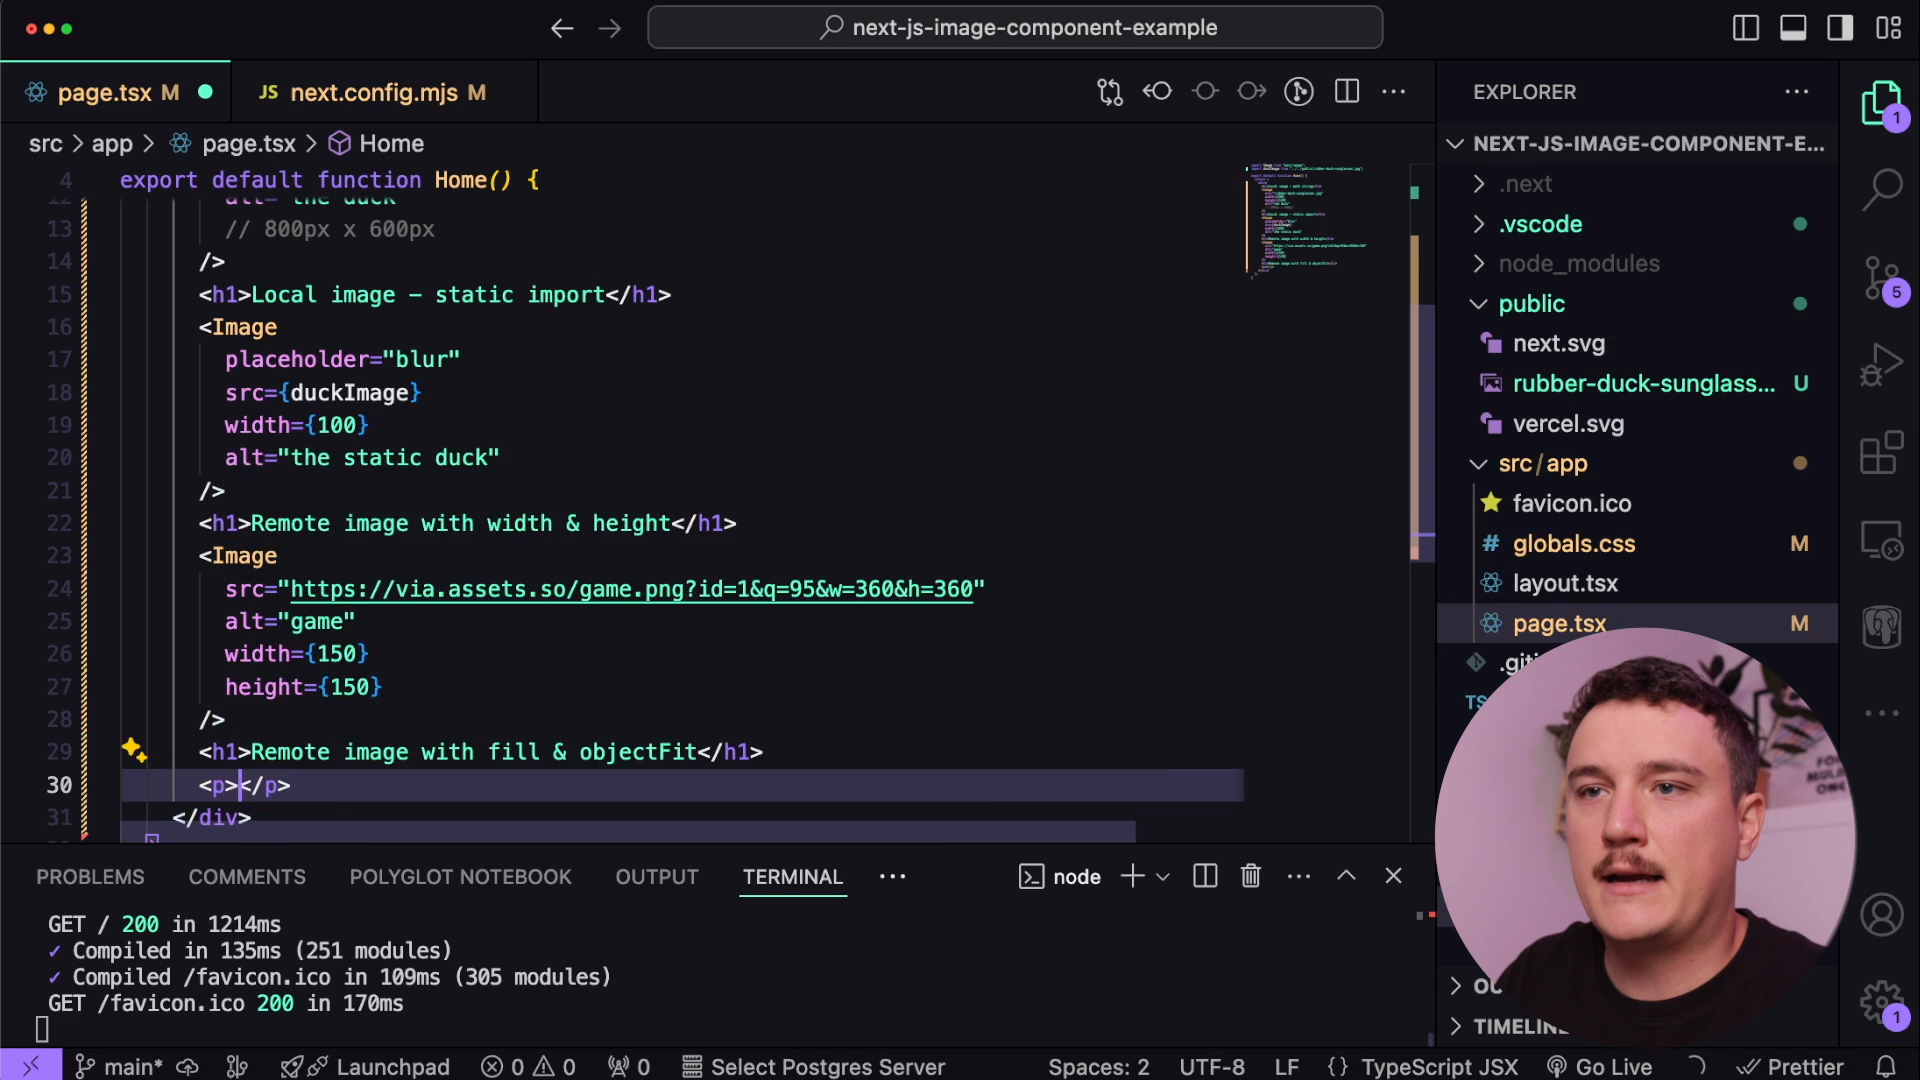 next-js-image-component-example
page.tsx M
JS next.config.mjs M
src > app > page.tsx > Home
4 export default function Home() {
alt="the duck"
13 // 800px x 600px
14 />
15 <h1>Local image - static import</h1>
16 <Image
17 placeholder="blur"
18 src={duckImage}
19 width={100}
20 alt="the static duck"
21 />
22 <h1>Remote image with width & height</h1>
23 <Image
24 src="https://via.assets.so/game.png?id=1&q=95&w=360&h=360"
25 alt="game"
26 width={150}
27 height={150}
28 />
29 <h1>Remote image with fill & objectFit</h1>
30 <p></p>
31 </div>
PROBLEMS COMMENTS POLYGLOT NOTEBOOK OUTPUT TERMINAL ...
node
GET / 200 in 1214ms
✓ Compiled in 135ms (251 modules)
✓ Compiled /favicon.ico in 109ms (305 modules)
GET /favicon.ico 200 in 170ms
EXPLORER
NEXT-JS-IMAGE-COMPONENT-E...
.next
.vscode
node_modules
public
next.svg
rubber-duck-sunglass... U
vercel.svg
src/app
favicon.ico
# globals.css M
layout.tsx
page.tsx M
TS
TIMELINE
1
5
1
main* Launchpad 0 0 0 Select Postgres Server
Spaces: 2 UTF-8 LF {} TypeScript JSX Go Live Prettier